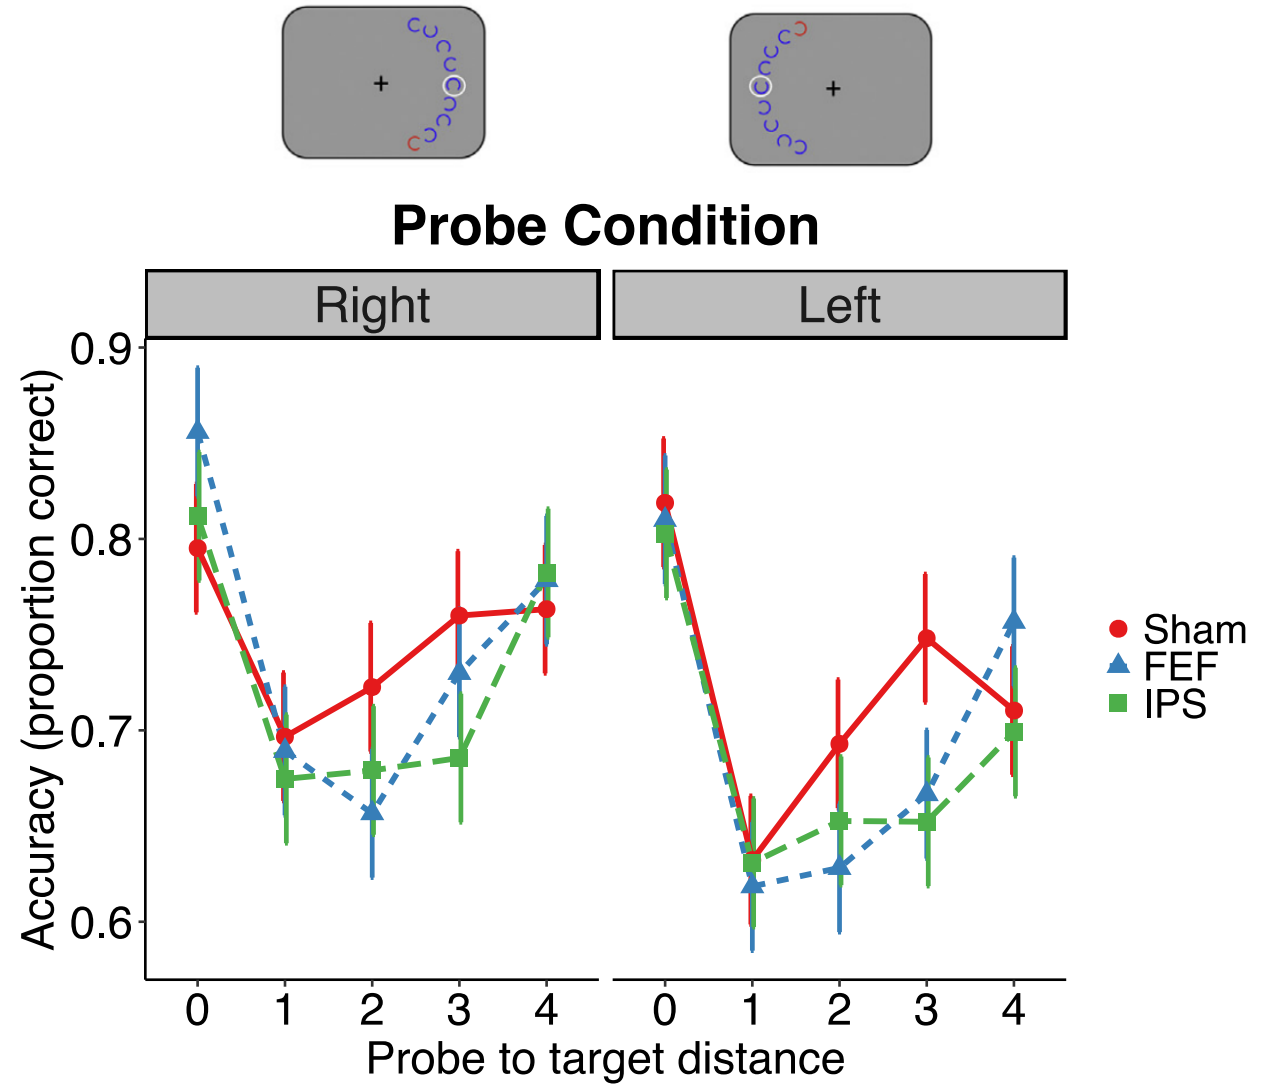 Probe Condition
Right
Left
0.9
0.8
0.7
0.6
Accuracy (proportion correct)
0 1 2 3 4
0 1 2 3 4
Probe to target distance
Sham
FEF
IPS